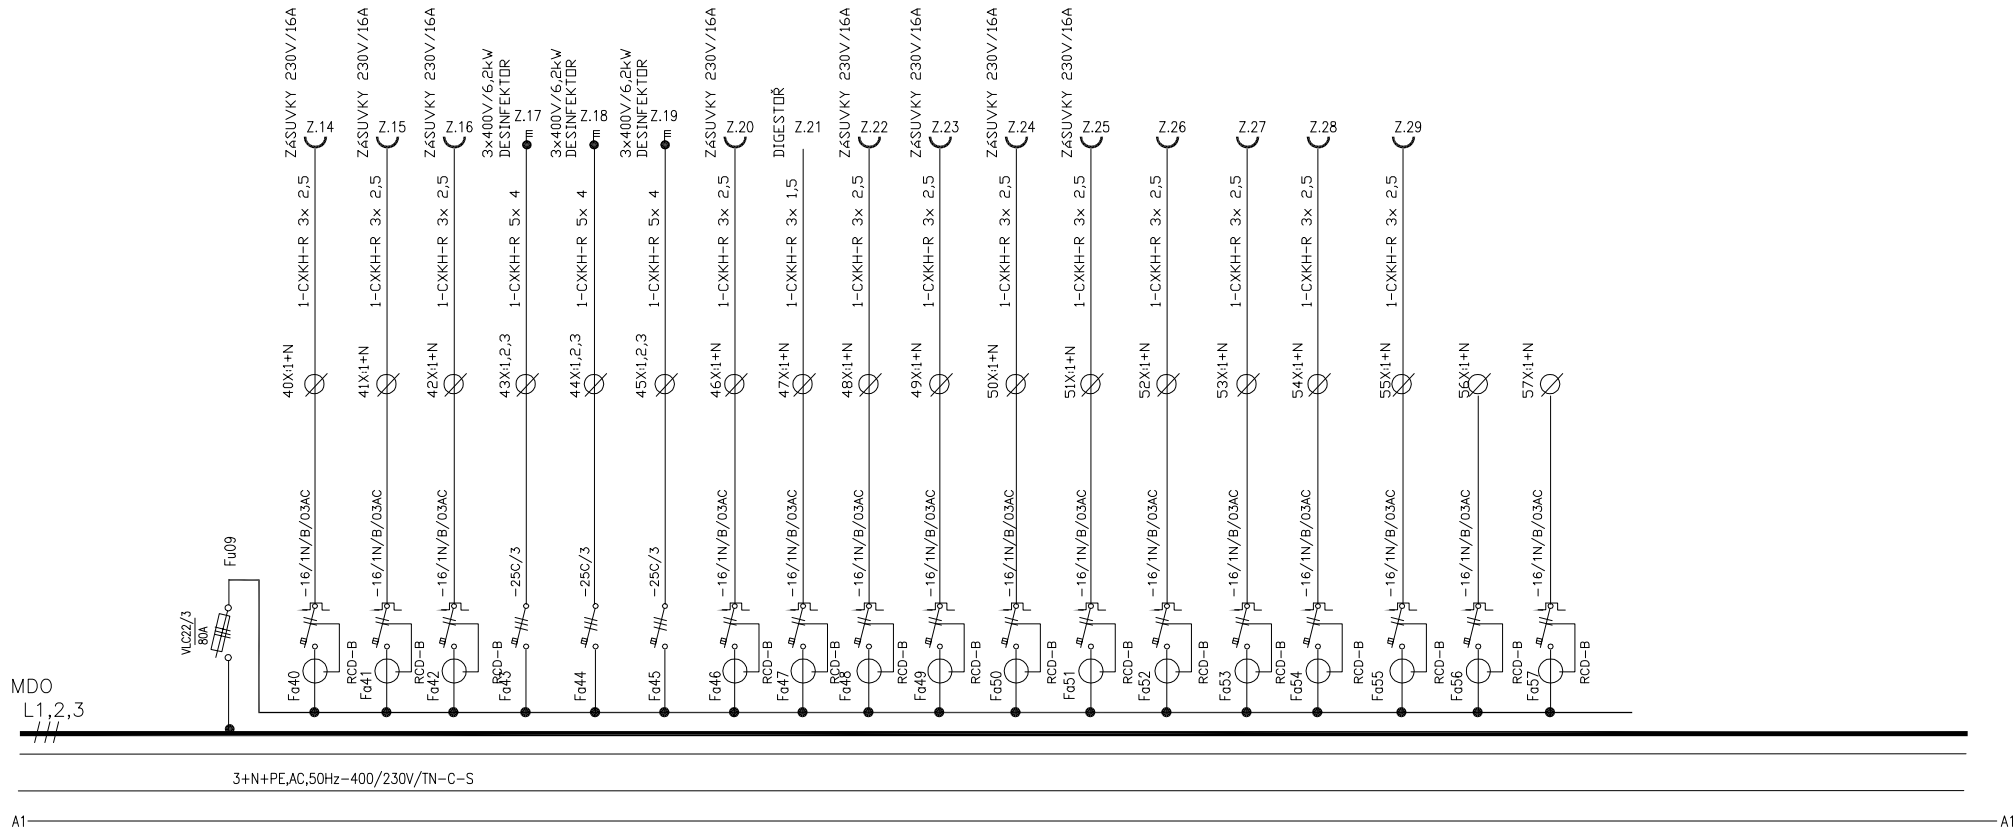 ZÁSUVKY 230V/16A
ZÁSUVKY 230V/16A
ZÁSUVKY 230V/16A
3x400V/6,2kW
DESINFEKTOR
3x400V/6,2kW
DESINFEKTOR
3x400V/6,2kW
DESINFEKTOR
ZÁSUVKY 230V/16A
DIGESTOŘ
ZÁSUVKY 230V/16A
ZÁSUVKY 230V/16A
ZÁSUVKY 230V/16A
ZÁSUVKY 230V/16A
Z.14
Z.15
Z.16
Z.17
Z.18
Z.19
Z.20
Z.21
Z.22
Z.23
Z.24
Z.25
Z.26
Z.27
Z.28
Z.29
m
m
m
1-CXKH-R 3x 2,5
1-CXKH-R 3x 2,5
1-CXKH-R 3x 2,5
1-CXKH-R 5x 4
1-CXKH-R 5x 4
1-CXKH-R 5x 4
1-CXKH-R 3x 2,5
1-CXKH-R 3x 1,5
1-CXKH-R 3x 2,5
1-CXKH-R 3x 2,5
1-CXKH-R 3x 2,5
1-CXKH-R 3x 2,5
1-CXKH-R 3x 2,5
1-CXKH-R 3x 2,5
1-CXKH-R 3x 2,5
1-CXKH-R 3x 2,5
40X:1+N
41X:1+N
42X:1+N
43X:1,2,3
44X:1,2,3
45X:1,2,3
46X:1+N
47X:1+N
48X:1+N
49X:1+N
50X:1+N
51X:1+N
52X:1+N
53X:1+N
54X:1+N
55X:1+N
56X:1+N
57X:1+N
Fu09
VLC22/3
80A
-16/1N/B/03AC
-16/1N/B/03AC
-16/1N/B/03AC
-25C/3
-25C/3
-25C/3
-16/1N/B/03AC
-16/1N/B/03AC
-16/1N/B/03AC
-16/1N/B/03AC
-16/1N/B/03AC
-16/1N/B/03AC
-16/1N/B/03AC
-16/1N/B/03AC
-16/1N/B/03AC
-16/1N/B/03AC
-16/1N/B/03AC
-16/1N/B/03AC
Fa40
RCD-B
Fa41
RCD-B
Fa42
RCD-B
Fa43
Fa44
Fa45
Fa46
RCD-B
Fa47
RCD-B
Fa48
RCD-B
Fa49
RCD-B
Fa50
RCD-B
Fa51
RCD-B
Fa52
RCD-B
Fa53
RCD-B
Fa54
RCD-B
Fa55
RCD-B
Fa56
RCD-B
Fa57
RCD-B
MDO
L1,2,3
3+N+PE,AC,50Hz-400/230V/TN-C-S
A1
A1